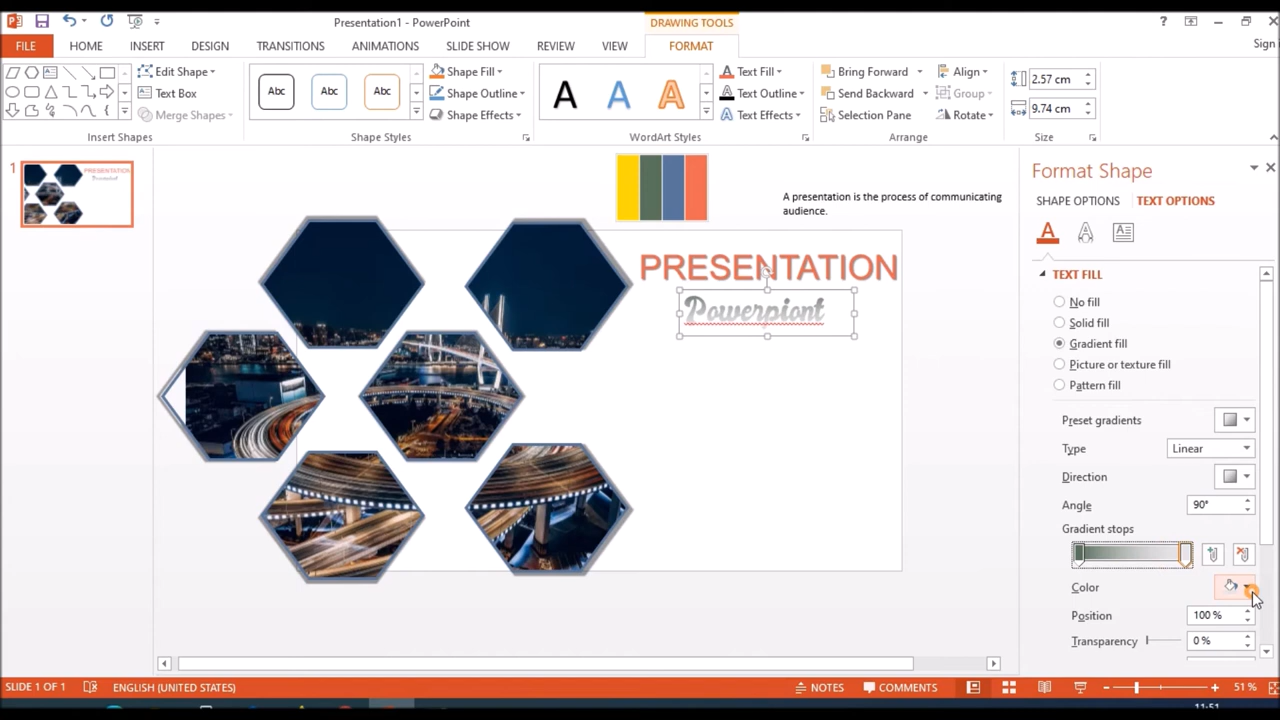 Presentation1 - PowerPoint
DRAWING TOOLS
?
FILE
HOME
INSERT
DESIGN
TRANSITIONS
ANIMATIONS
SLIDE SHOW
REVIEW
VIEW
FORMAT
Sign
Edit Shape
Text Box
Merge Shapes
Insert Shapes
Abc
Abc
Abc
Shape Fill
Shape Outline
Shape Effects
Shape Styles
A
A
A
Text Fill
Text Outline
Text Effects
WordArt Styles
Bring Forward
Send Backward
Selection Pane
Align
Group
Rotate
Arrange
2.57 cm
9.74 cm
Size
1
PRESENTATION
A presentation is the process of communicating
audience.
PRESENTATION
Powerpiont
Format Shape
SHAPE OPTIONS
TEXT OPTIONS
TEXT FILL
No fill
Solid fill
Gradient fill
Picture or texture fill
Pattern fill
Preset gradients
Type
Linear
Direction
Angle
90°
Gradient stops
Color
Position
100 %
Transparency
0 %
SLIDE 1 OF 1
ENGLISH (UNITED STATES)
NOTES
COMMENTS
51 %
11:51